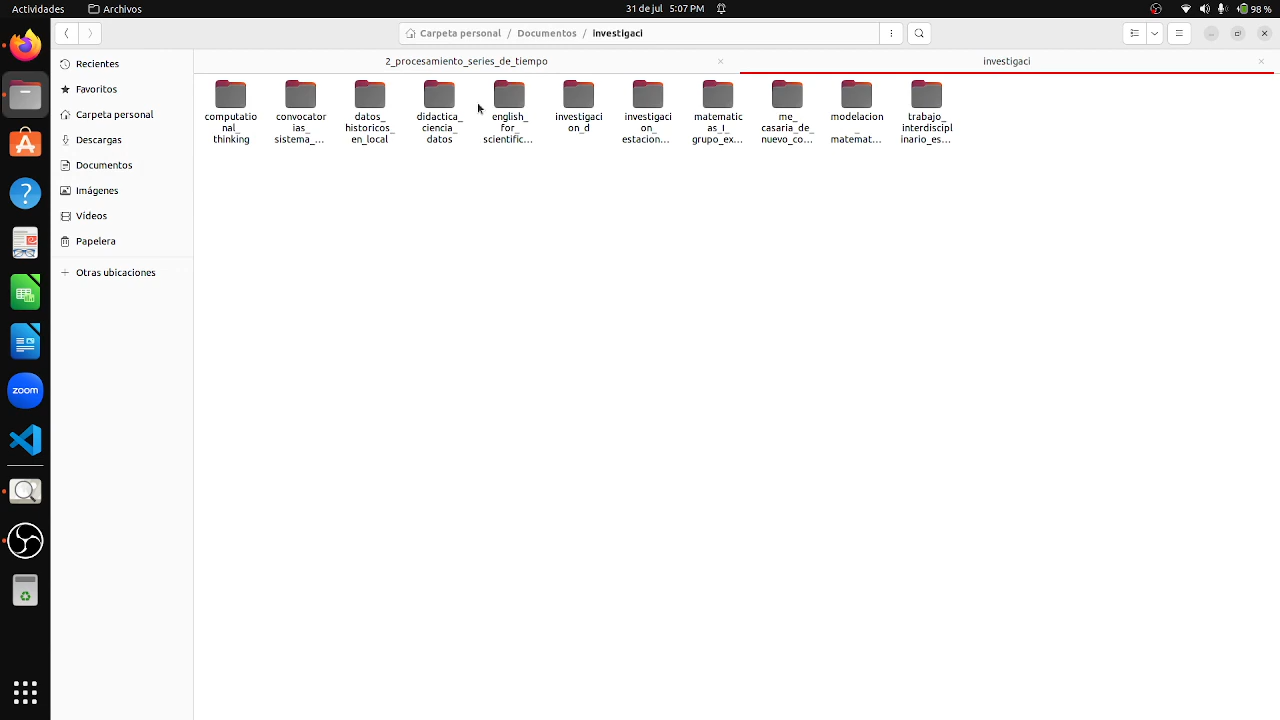 Actividades
Archivos
31 de jul 5:07 PM
98 %
Carpeta personal / Documentos / investigaci
Recientes
Favoritos
Carpeta personal
Descargas
Documentos
Imágenes
Vídeos
Papelera
Otras ubicaciones
2_procesamiento_series_de_tiempo
investigaci
computatio
nal_
thinking
convocator
ias_
sistema_...
datos_
historicos_
en_local
didactica_
ciencia_
datos
english_
for_
scientific...
investigaci
on_d
investigaci
on_
estacion...
matematic
as_I_
grupo_ex...
me_
casaria_de_
nuevo_co...
modelacion
_
matemat...
trabajo_
interdiscipl
inario_es...
zoom